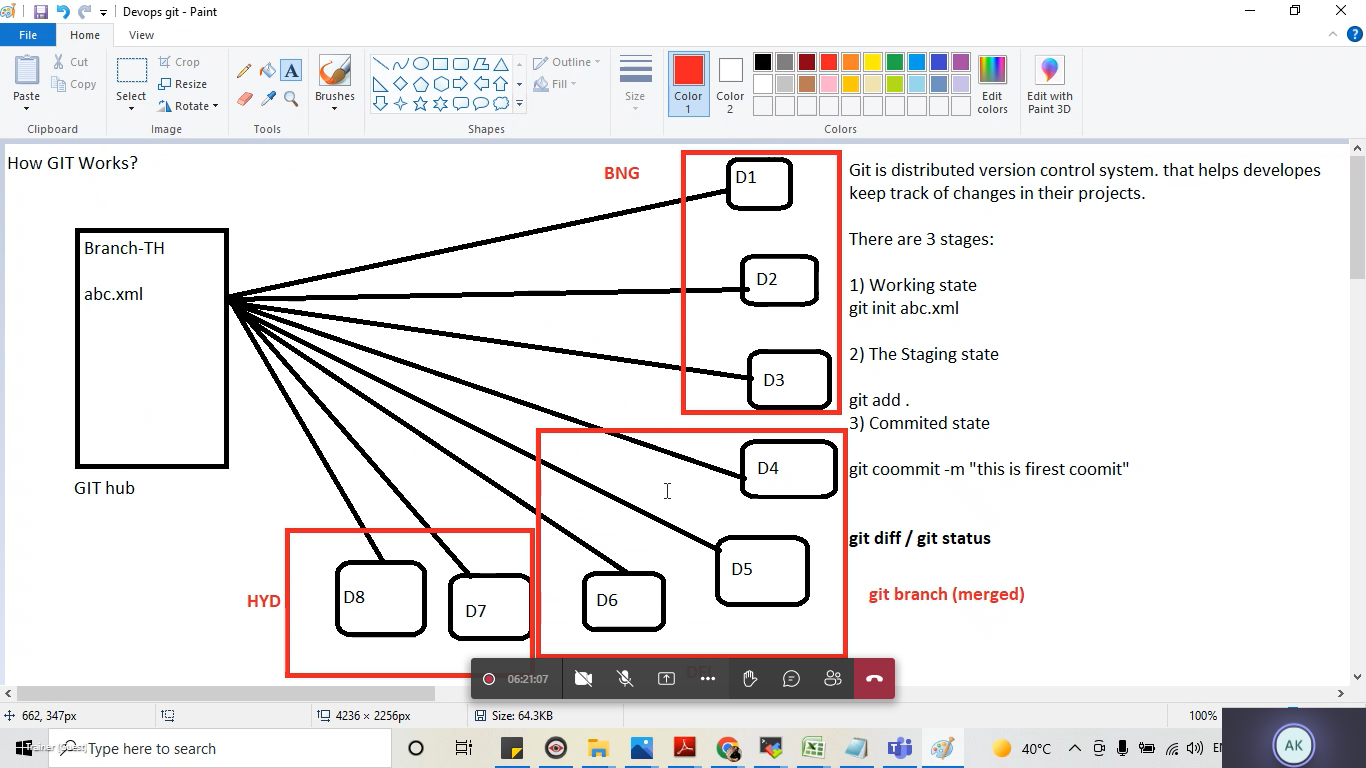 Devops git - Paint
File
Home
View
Paste
Cut
Copy
Clipboard
Select
Crop
Resize
Rotate
Image
A
Tools
Brushes
Shapes
Outline
Fill
Size
Color 1
Color 2
Colors
Edit colors
Edit with Paint 3D
How GIT Works?
BNG
D1
Git is distributed version control system. that helps developes
keep track of changes in their projects.
Branch-TH
There are 3 stages:
D2
abc.xml
1) Working state
git init abc.xml
2) The Staging state
D3
git add .
3) Commited state
D4
git coommit -m "this is firest coomit"
GIT hub
git diff / git status
D5
HYD
D8
D7
D6
git branch (merged)
06:21:07
662, 347px
4236 × 2256px
Size: 64.3KB
100%
Trainer (Guest)
Type here to search
40°C
AK